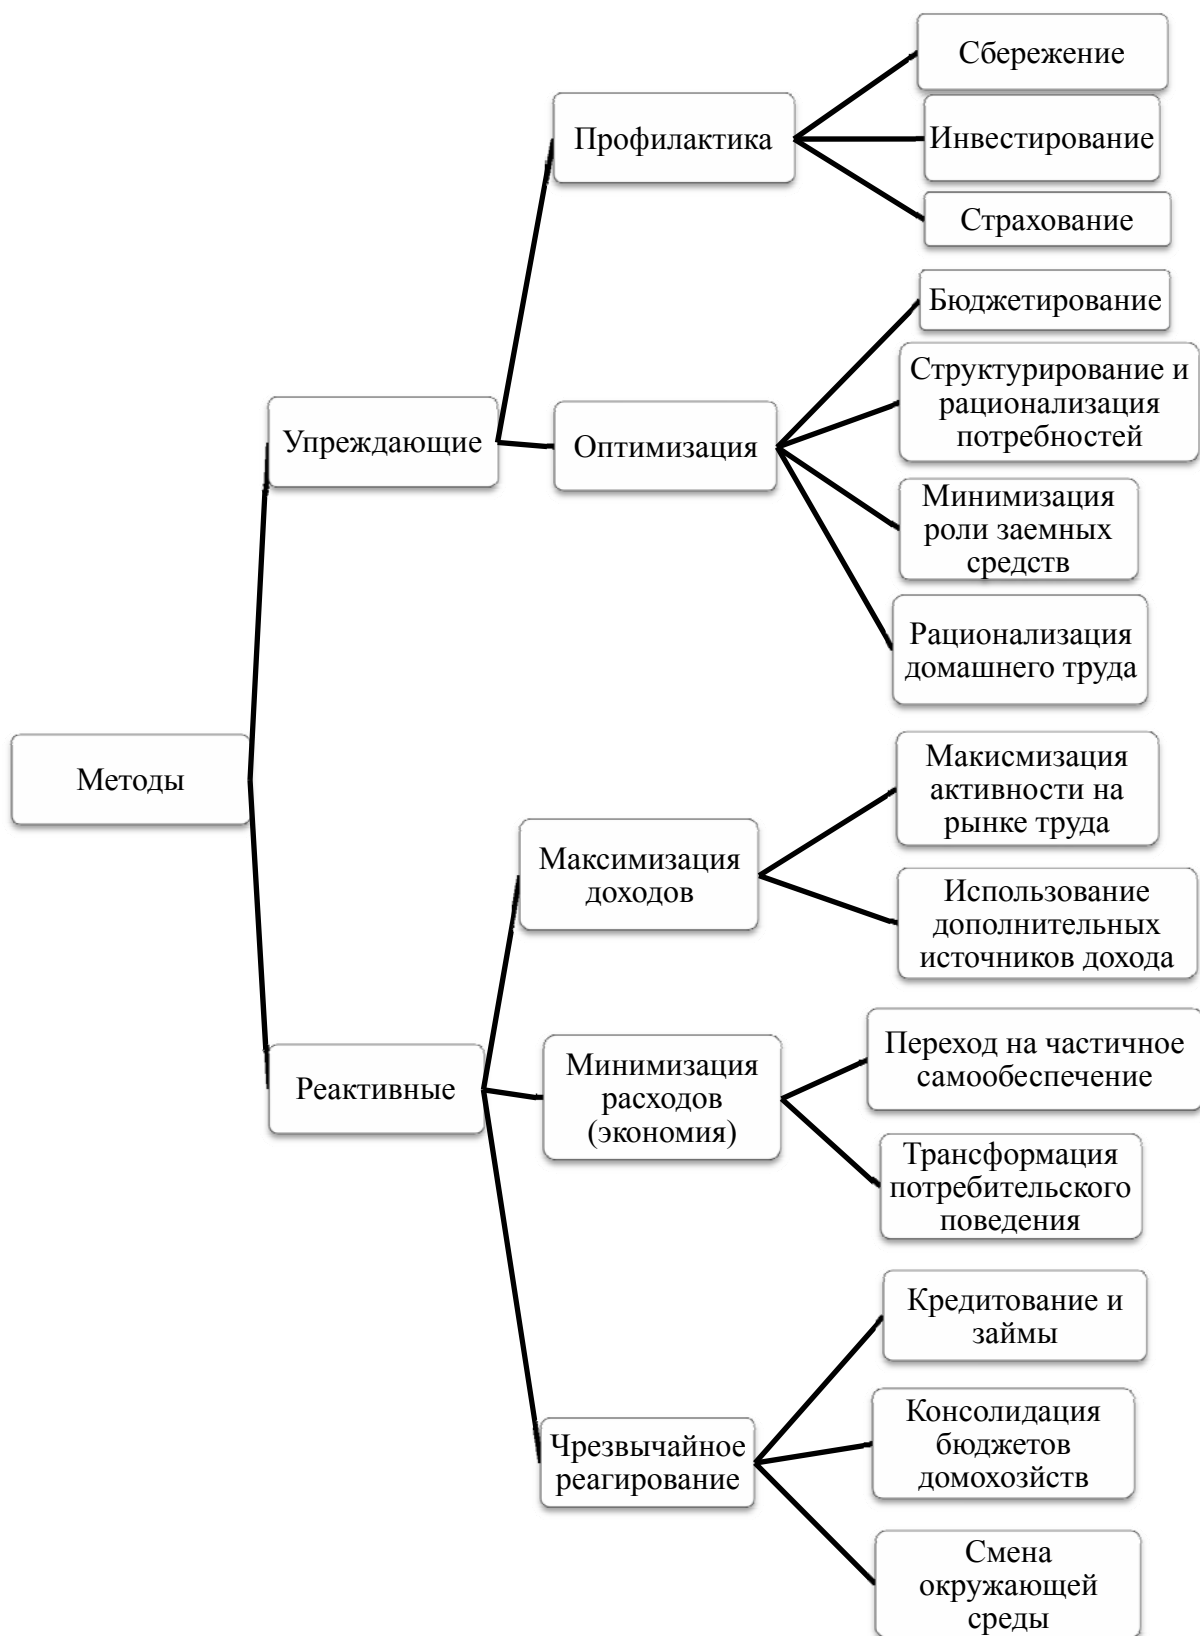 Методы
Упреждающие
Профилактика
Сбережение
Инвестирование
Страхование
Оптимизация
Бюджетирование
Структурирование и
рационализация
потребностей
Минимизация
роли заемных
средств
Рационализация
домашнего труда
Реактивные
Максимизация
доходов
Макисмизация
активности на
рынке труда
Использование
дополнительных
источников дохода
Минимизация
расходов
(экономия)
Переход на частичное
самообеспечение
Трансформация
потребительского
поведения
Чрезвычайное
реагирование
Кредитование и
займы
Консолидация
бюджетов
домохозйств
Смена
окружающей
среды